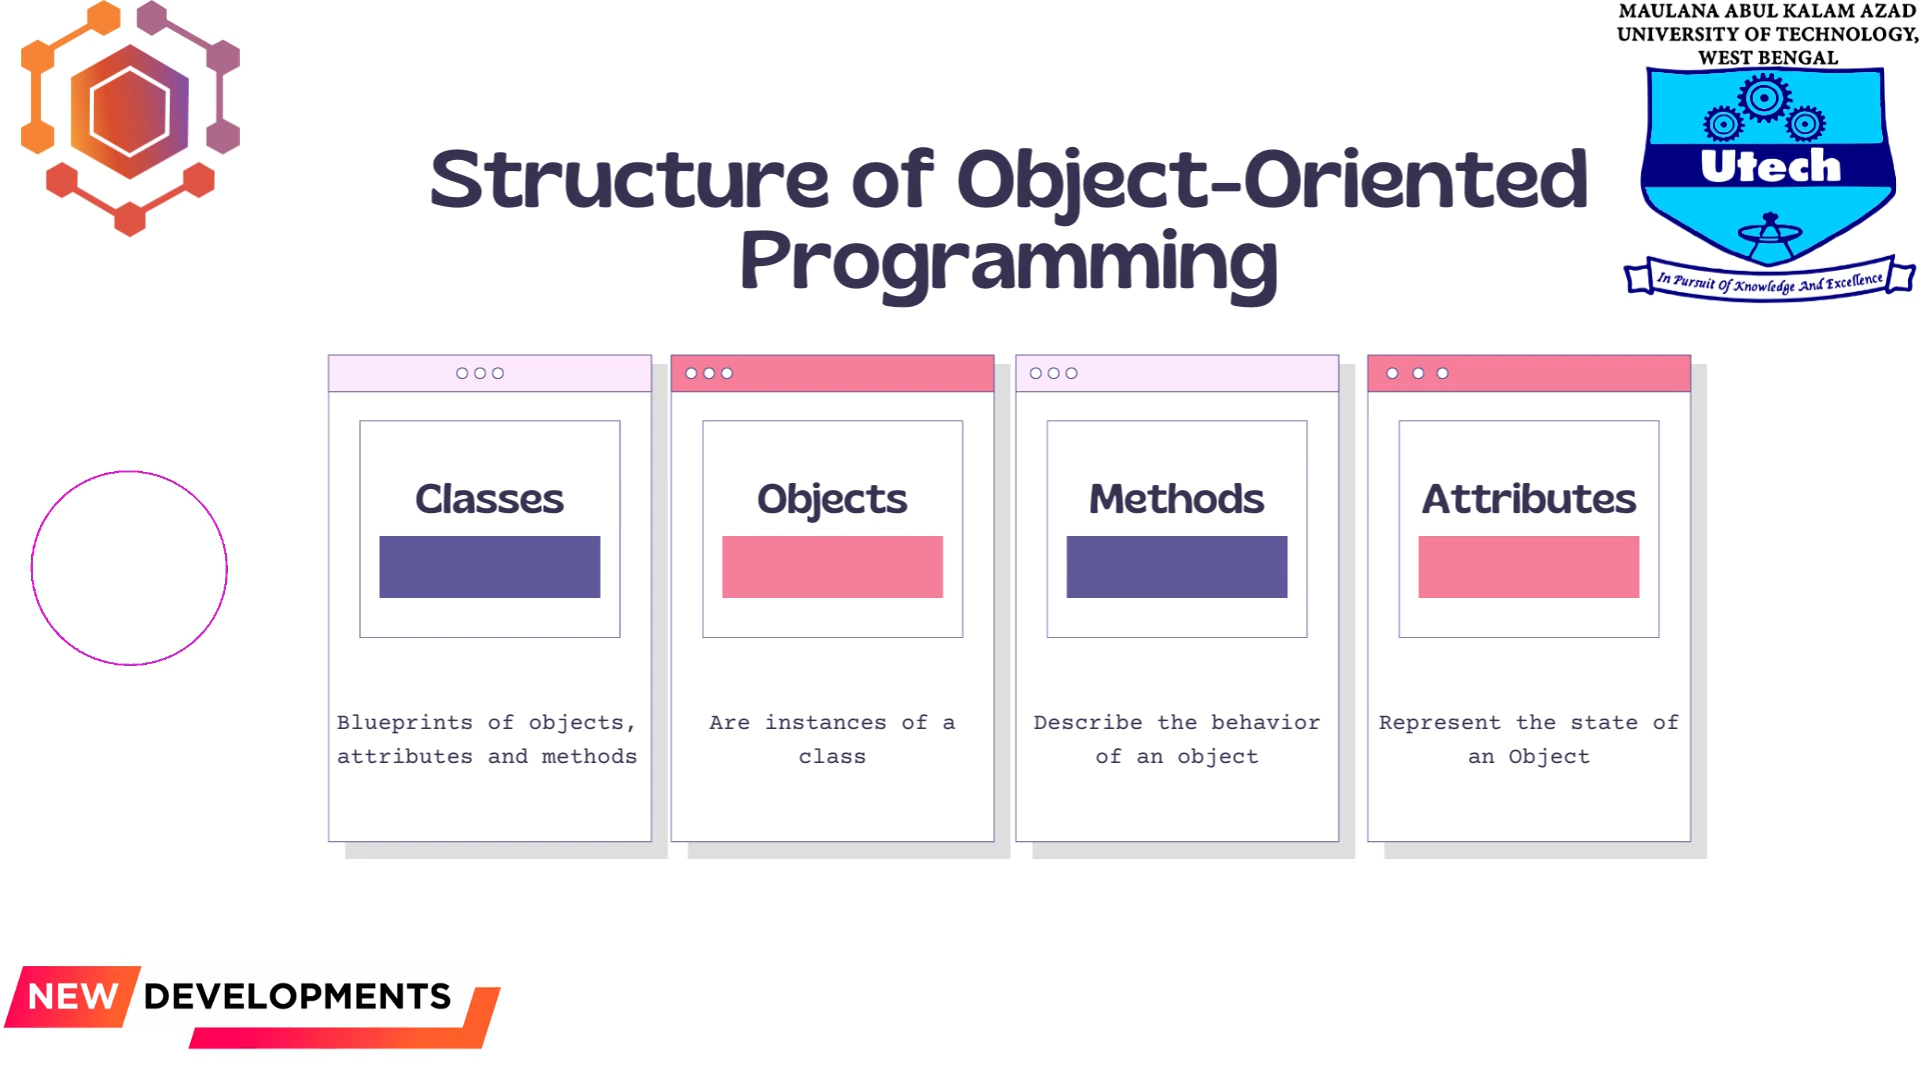 MAULANA ABUL KALAM AZAD
UNIVERSITY OF TECHNOLOGY,
WEST BENGAL
Utech
In Pursuit Of Knowledge And Excellence
Structure of Object-Oriented
Programming
Classes
Blueprints of objects,
attributes and methods
Objects
Are instances of a
class
Methods
Describe the behavior
of an object
Attributes
Represent the state of
an Object
NEW DEVELOPMENTS